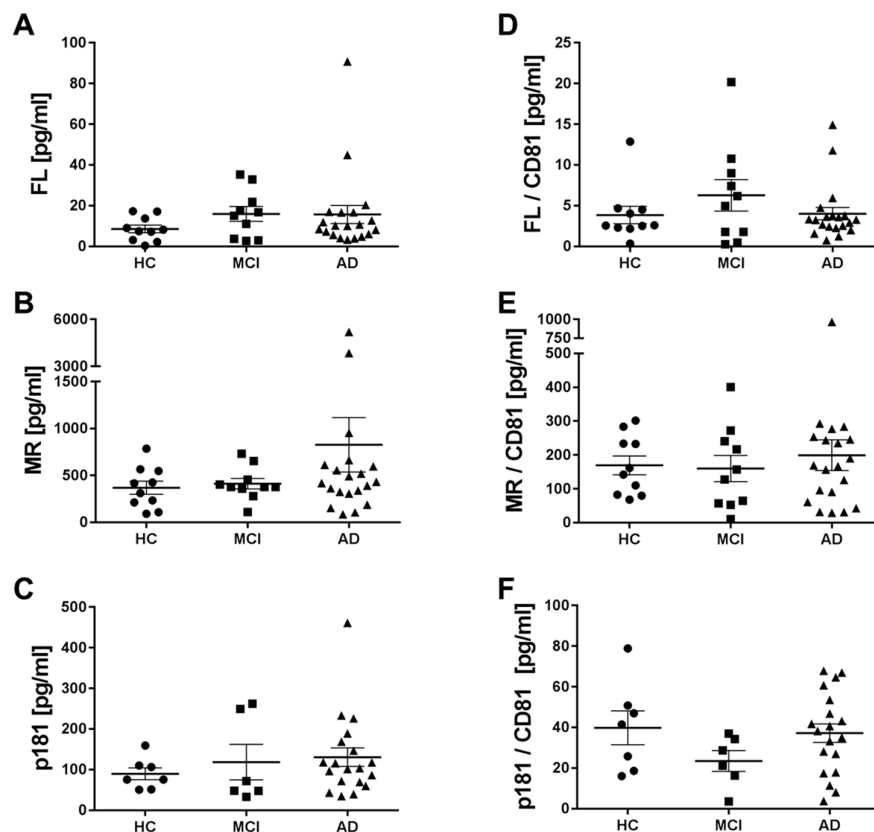 A
FL [pg/ml]
100
80
60
40
20
0
HC MCI AD
D
FL / CD81 [pg/ml]
25
20
15
10
5
0
HC MCI AD
B
MR [pg/ml]
6000
3000
1500
1000
500
0
HC MCI AD
E
MR / CD81 [pg/ml]
1000
750
500
400
300
200
100
0
HC MCI AD
C
p181 [pg/ml]
500
400
300
200
100
0
HC MCI AD
F
p181 / CD81 [pg/ml]
100
80
60
40
20
0
HC MCI AD